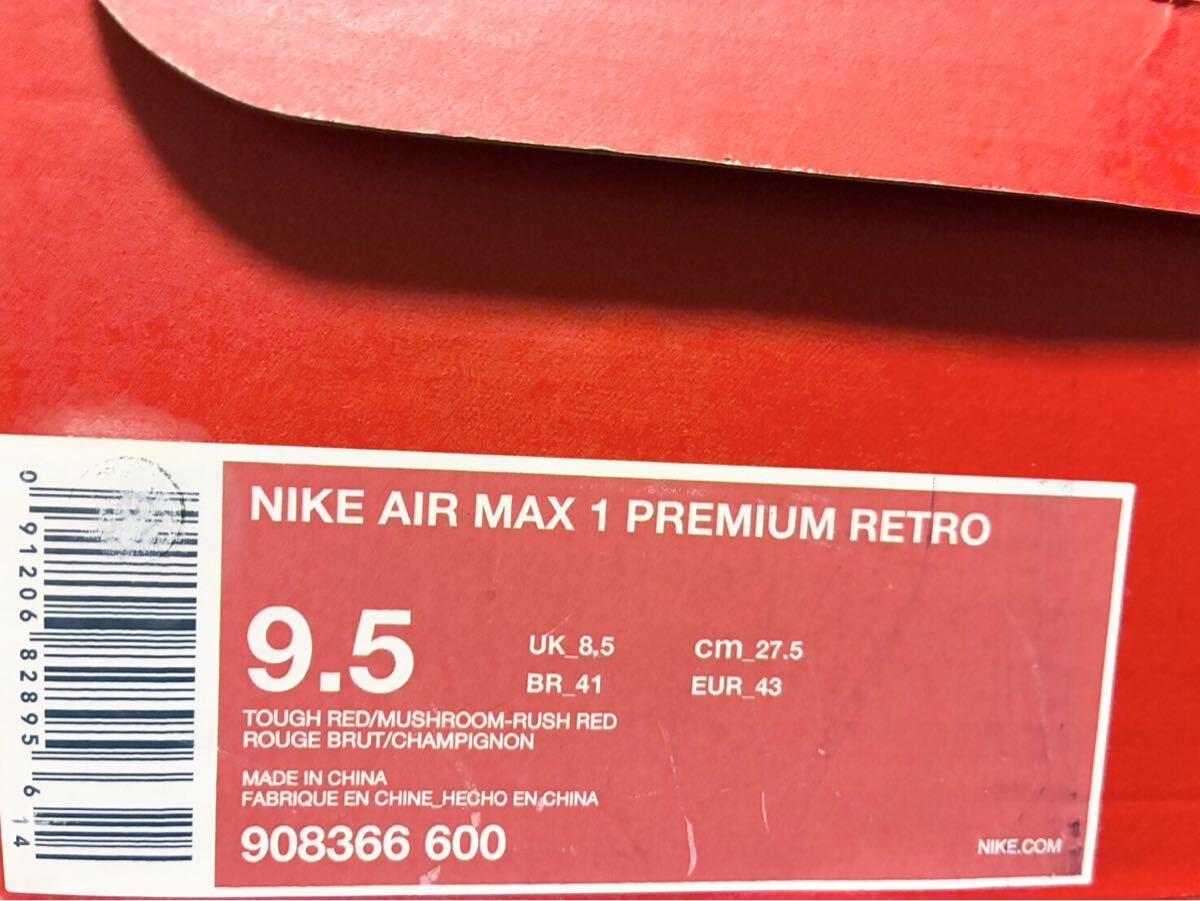 NIKE AIR MAX 1 PREMIUM RETRO
9.5
UK_8,5 cm_27.5
BR_41 EUR_43
TOUGH RED/MUSHROOM-RUSH RED
ROUGE BRUT/CHAMPIGNON
MADE IN CHINA
FABRIQUE EN CHINE_HECHO EN CHINA
908366 600
NIKE.COM
0 91206 82895 6 14